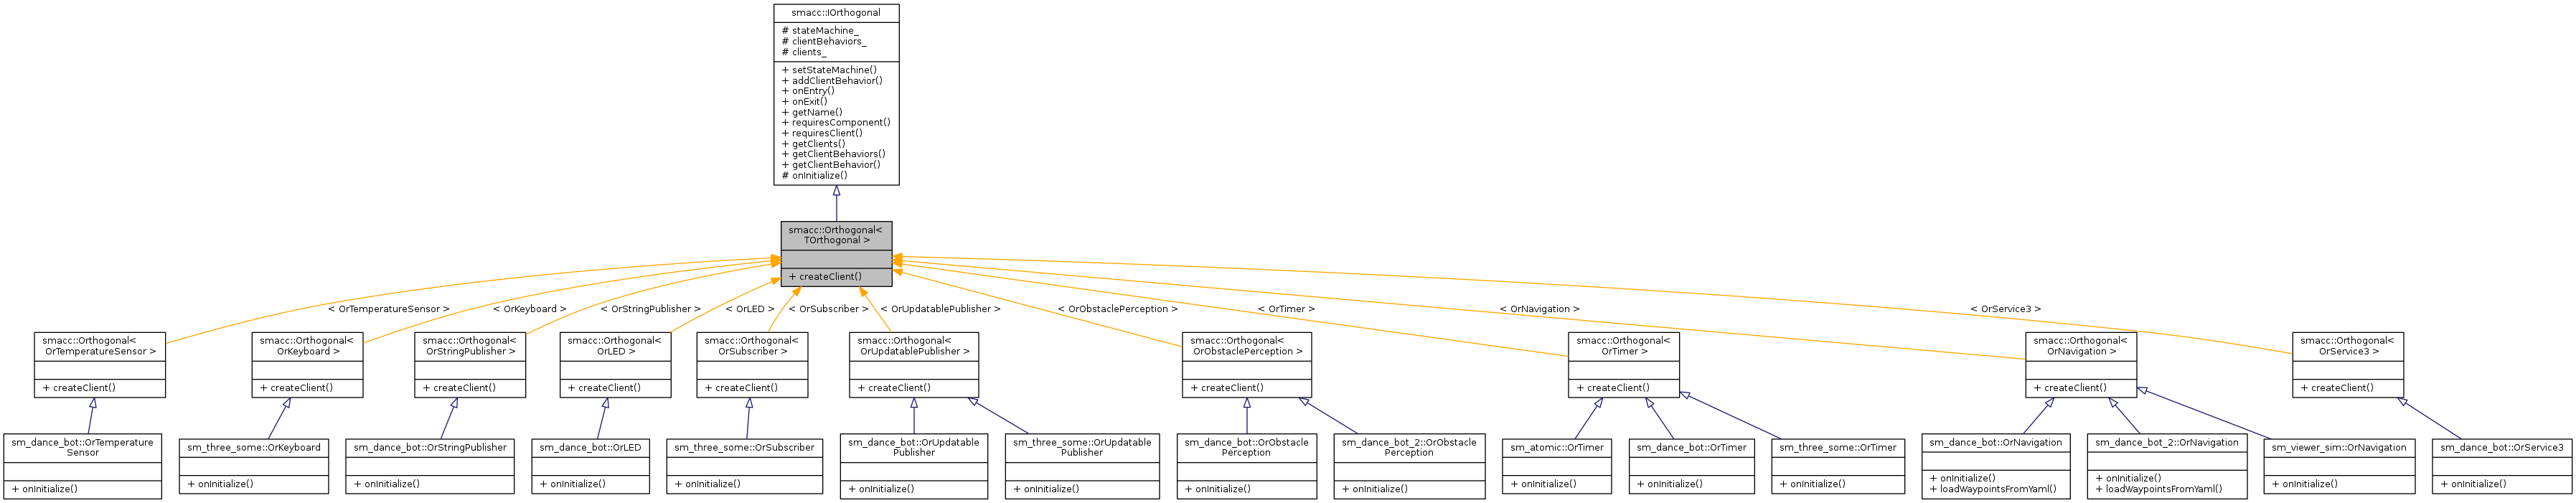 smacc::IOrthogonal
# stateMachine_
# clientBehaviors_
# clients_
+ setStateMachine()
+ addClientBehavior()
+ onEntry()
+ onExit()
+ getName()
+ requiresComponent()
+ requiresClient()
+ getClients()
+ getClientBehaviors()
+ getClientBehavior()
# onInitialize()
smacc::Orthogonal<
TOrthogonal >
+ createClient()
< OrTemperatureSensor >
< OrKeyboard >
< OrStringPublisher >
< OrLED >
< OrSubscriber >
< OrUpdatablePublisher >
< OrObstaclePerception >
< OrTimer >
< OrNavigation >
< OrService3 >
smacc::Orthogonal<
OrTemperatureSensor >
+ createClient()
smacc::Orthogonal<
OrKeyboard >
+ createClient()
smacc::Orthogonal<
OrStringPublisher >
+ createClient()
smacc::Orthogonal<
OrLED >
+ createClient()
smacc::Orthogonal<
OrSubscriber >
+ createClient()
smacc::Orthogonal<
OrUpdatablePublisher >
+ createClient()
smacc::Orthogonal<
OrObstaclePerception >
+ createClient()
smacc::Orthogonal<
OrTimer >
+ createClient()
smacc::Orthogonal<
OrNavigation >
+ createClient()
smacc::Orthogonal<
OrService3 >
+ createClient()
sm_dance_bot::OrTemperature
Sensor
+ onInitialize()
sm_three_some::OrKeyboard
+ onInitialize()
sm_dance_bot::OrStringPublisher
+ onInitialize()
sm_dance_bot::OrLED
+ onInitialize()
sm_three_some::OrSubscriber
+ onInitialize()
sm_dance_bot::OrUpdatable
Publisher
+ onInitialize()
sm_three_some::OrUpdatable
Publisher
+ onInitialize()
sm_dance_bot::OrObstacle
Perception
+ onInitialize()
sm_dance_bot_2::OrObstacle
Perception
+ onInitialize()
sm_atomic::OrTimer
+ onInitialize()
sm_dance_bot::OrTimer
+ onInitialize()
sm_three_some::OrTimer
+ onInitialize()
sm_dance_bot::OrNavigation
+ onInitialize()
+ loadWaypointsFromYaml()
sm_dance_bot_2::OrNavigation
+ onInitialize()
+ loadWaypointsFromYaml()
sm_viewer_sim::OrNavigation
+ onInitialize()
sm_dance_bot::OrService3
+ onInitialize()